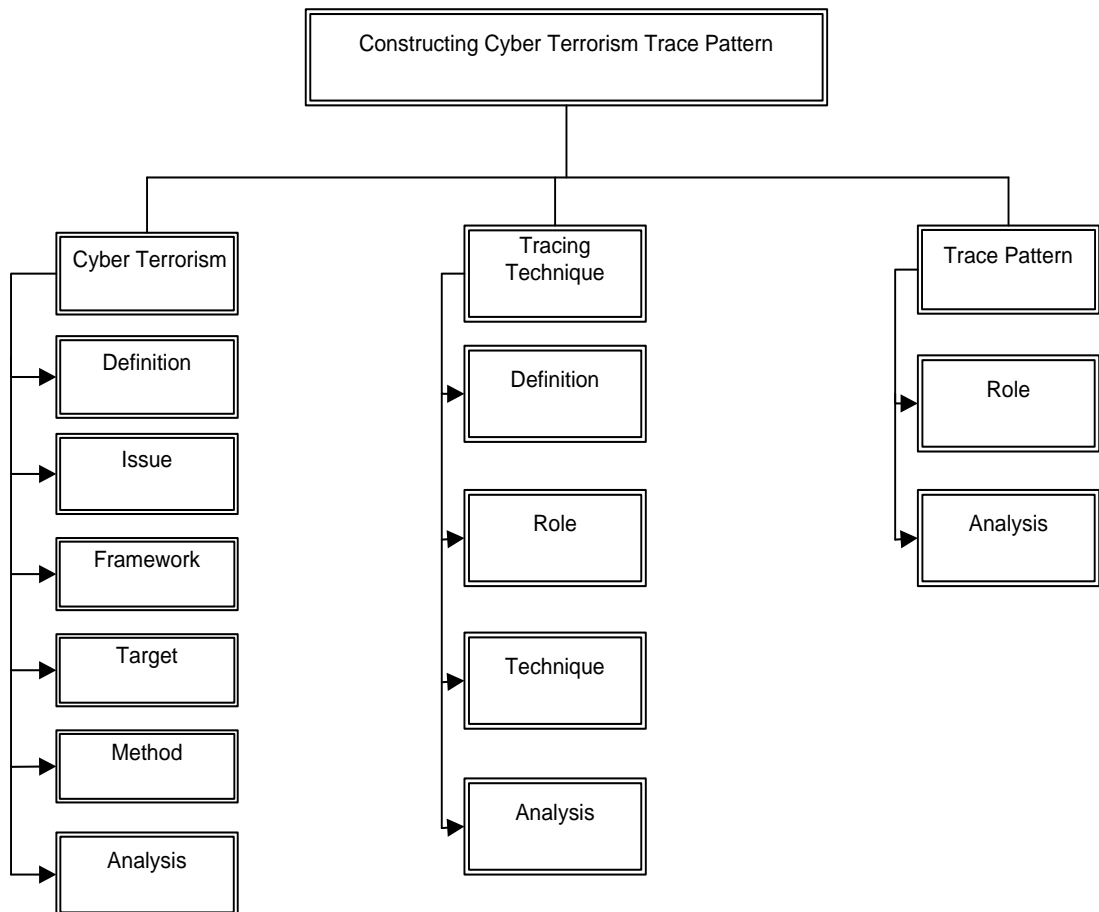 Constructing Cyber Terrorism Trace Pattern
Cyber Terrorism
Definition
Issue
Framework
Target
Method
Analysis
Tracing
Technique
Definition
Role
Technique
Analysis
Trace Pattern
Role
Analysis